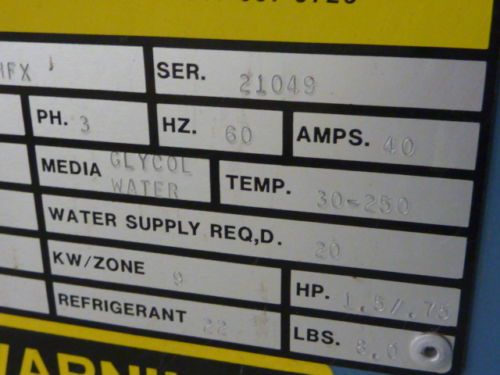 HFX SER. 21049
PH. 3 HZ. 60 AMPS. 40
MEDIA GLYCOL WATER TEMP. 30-250
WATER SUPPLY REQ,D. 20
KW/ZONE 9 HP. 1.5/.75
REFRIGERANT 22 LBS. 8.0